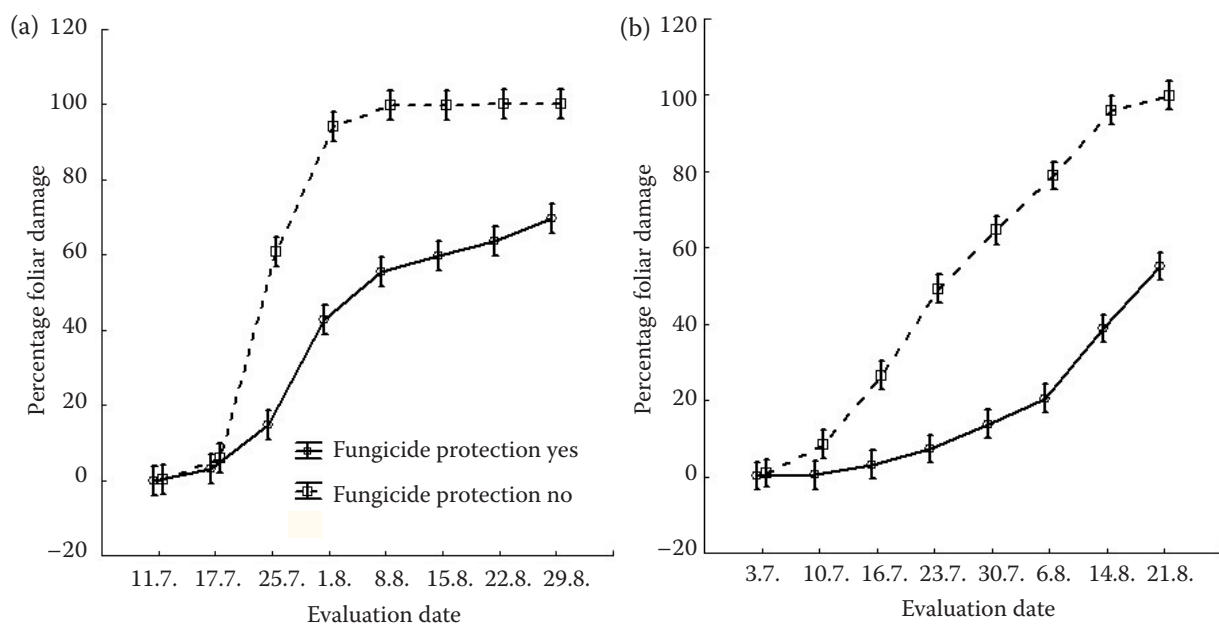 (a)
120
100
80
60
40
20
0
−20
Percentage foliar damage
Fungicide protection yes
Fungicide protection no
11.7. 17.7. 25.7. 1.8. 8.8. 15.8. 22.8. 29.8.
Evaluation date
(b)
120
100
80
60
40
20
0
−20
Percentage foliar damage
3.7. 10.7. 16.7. 23.7. 30.7. 6.8. 14.8. 21.8.
Evaluation date